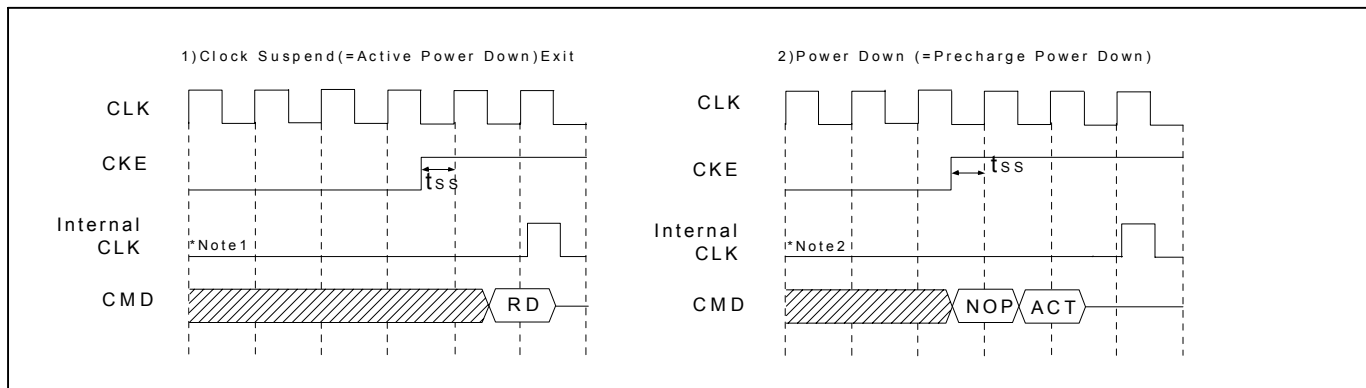 1)Clock Suspend(=Active Power Down)Exit
CLK
CKE
tSS
Internal
CLK
*Note1
CMD
RD
2)Power Down (=Precharge Power Down)
CLK
CKE
tSS
Internal
CLK
*Note2
CMD
NOP
ACT